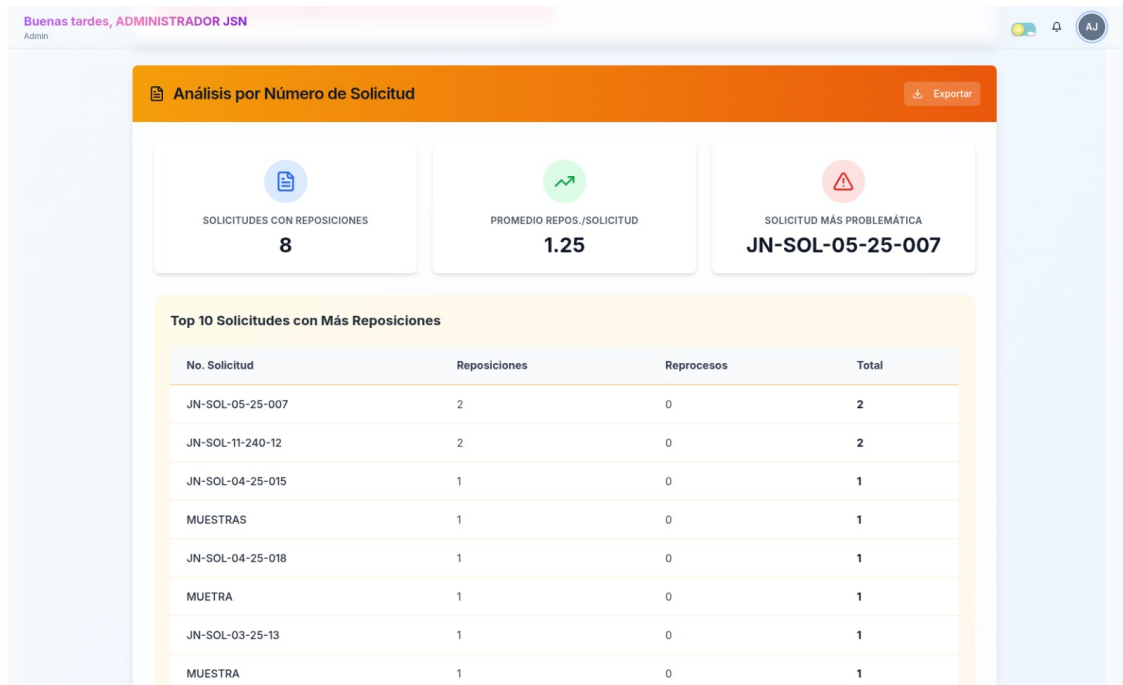 Buenas tardes, ADMINISTRADOR JSN
Admin
AJ
Análisis por Número de Solicitud
Exportar
SOLICITUDES CON REPOSICIONES
8
PROMEDIO REPOS./SOLICITUD
1.25
SOLICITUD MÁS PROBLEMÁTICA
JN-SOL-05-25-007
Top 10 Solicitudes con Más Reposiciones
No. Solicitud Reposiciones Reprocesos Total
JN-SOL-05-25-007 2 0 2
JN-SOL-11-240-12 2 0 2
JN-SOL-04-25-015 1 0 1
MUESTRAS 1 0 1
JN-SOL-04-25-018 1 0 1
MUETRA 1 0 1
JN-SOL-03-25-13 1 0 1
MUESTRA 1 0 1